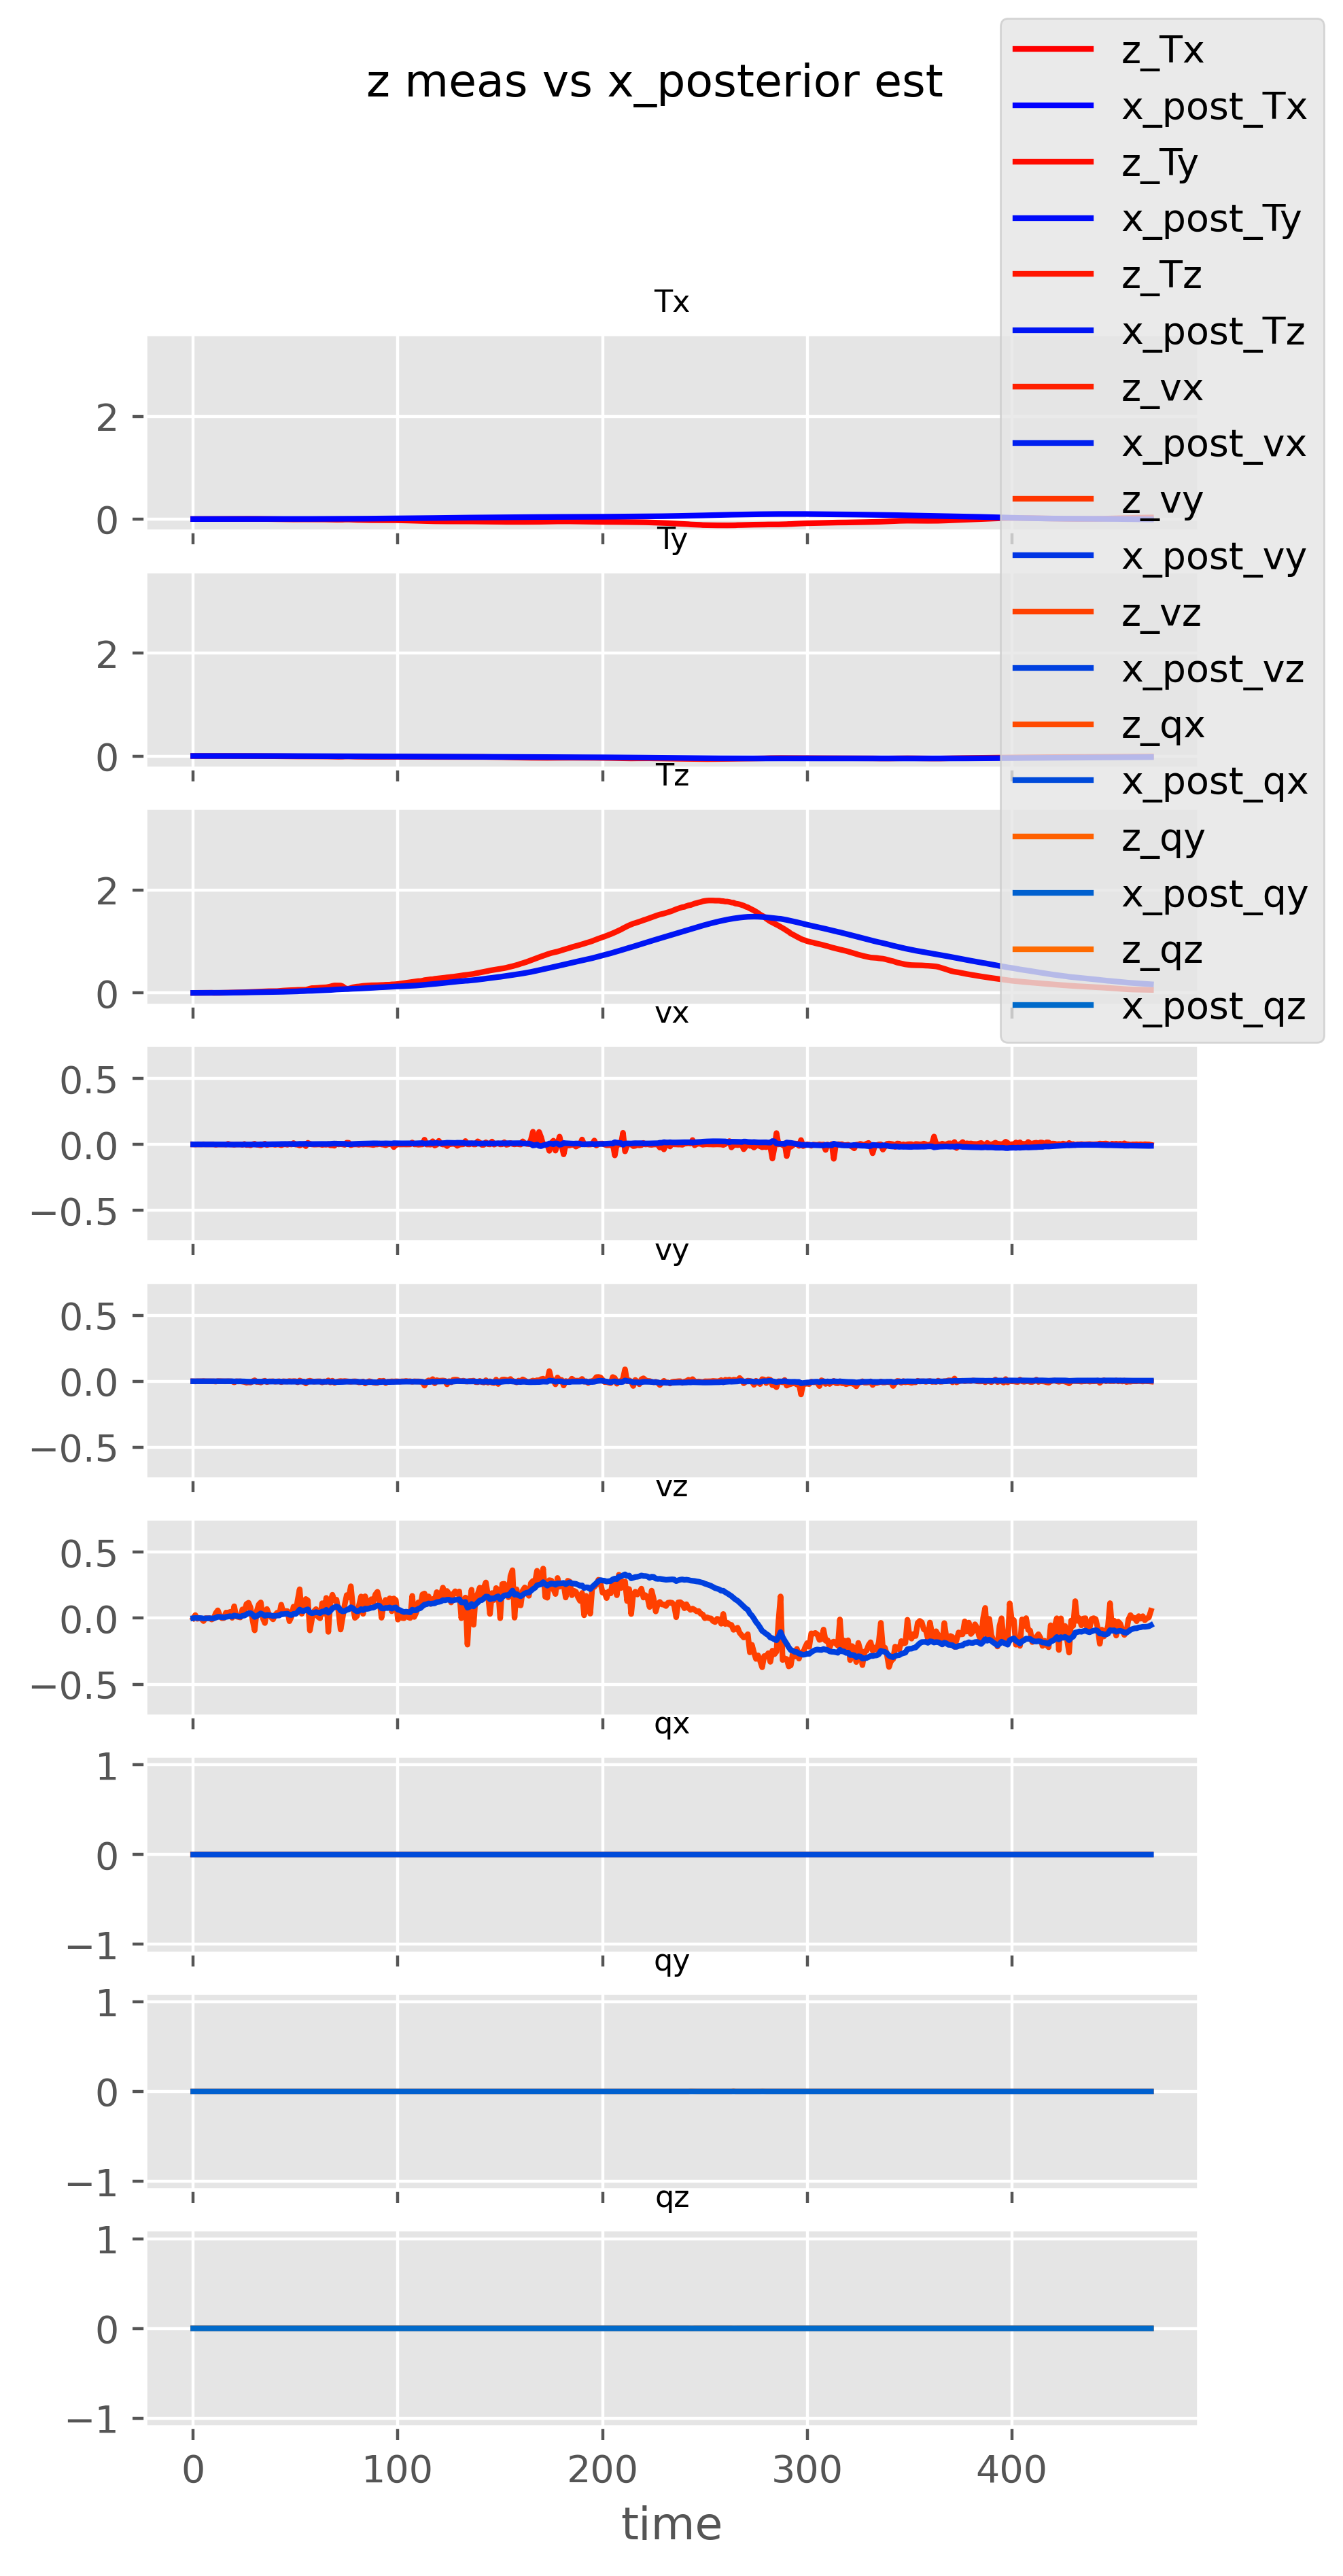 z meas vs x_posterior est
z_Tx
x_post_Tx
z_Ty
x_post_Ty
z_Tz
x_post_Tz
z_vx
x_post_vx
z_vy
x_post_vy
z_vz
x_post_vz
z_qx
x_post_qx
z_qy
x_post_qy
z_qz
x_post_qz
Tx
2
0
Ty
2
0
Tz
2
0
vx
0.5
0.0
−0.5
vy
0.5
0.0
−0.5
vz
0.5
0.0
−0.5
qx
1
0
−1
qy
1
0
−1
qz
1
0
−1
0 100 200 300 400
time